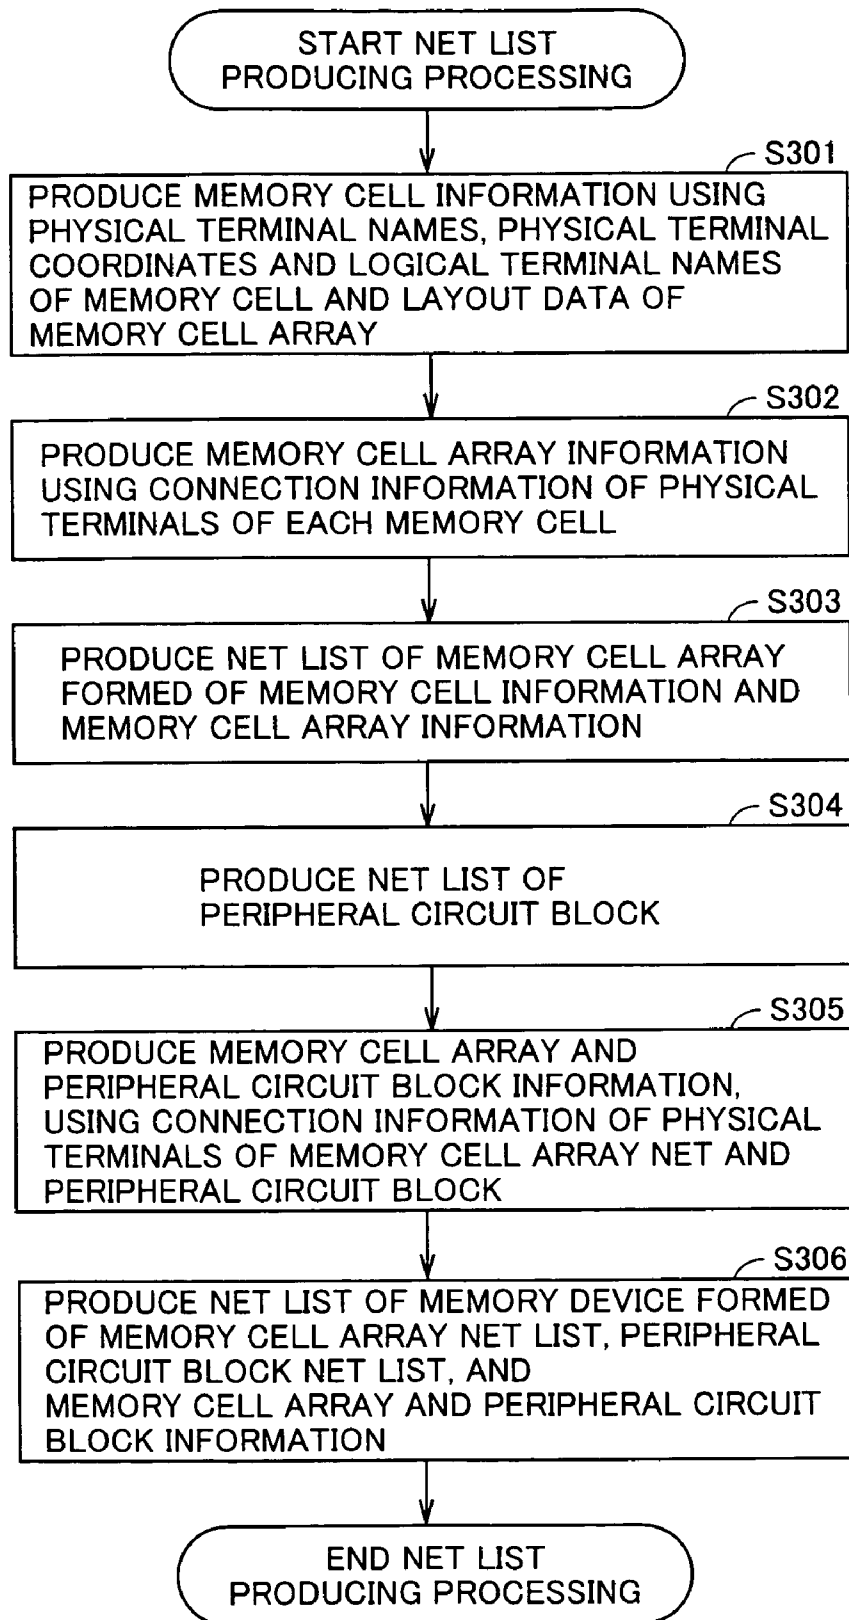 START NET LIST
PRODUCING PROCESSING
S301
PRODUCE MEMORY CELL INFORMATION USING
PHYSICAL TERMINAL NAMES, PHYSICAL TERMINAL
COORDINATES AND LOGICAL TERMINAL NAMES
OF MEMORY CELL AND LAYOUT DATA OF
MEMORY CELL ARRAY
S302
PRODUCE MEMORY CELL ARRAY INFORMATION
USING CONNECTION INFORMATION OF PHYSICAL
TERMINALS OF EACH MEMORY CELL
S303
PRODUCE NET LIST OF MEMORY CELL ARRAY
FORMED OF MEMORY CELL INFORMATION AND
MEMORY CELL ARRAY INFORMATION
S304
PRODUCE NET LIST OF
PERIPHERAL CIRCUIT BLOCK
S305
PRODUCE MEMORY CELL ARRAY AND
PERIPHERAL CIRCUIT BLOCK INFORMATION,
USING CONNECTION INFORMATION OF PHYSICAL
TERMINALS OF MEMORY CELL ARRAY NET AND
PERIPHERAL CIRCUIT BLOCK
S306
PRODUCE NET LIST OF MEMORY DEVICE FORMED
OF MEMORY CELL ARRAY NET LIST, PERIPHERAL
CIRCUIT BLOCK NET LIST, AND
MEMORY CELL ARRAY AND PERIPHERAL CIRCUIT
BLOCK INFORMATION
END NET LIST
PRODUCING PROCESSING